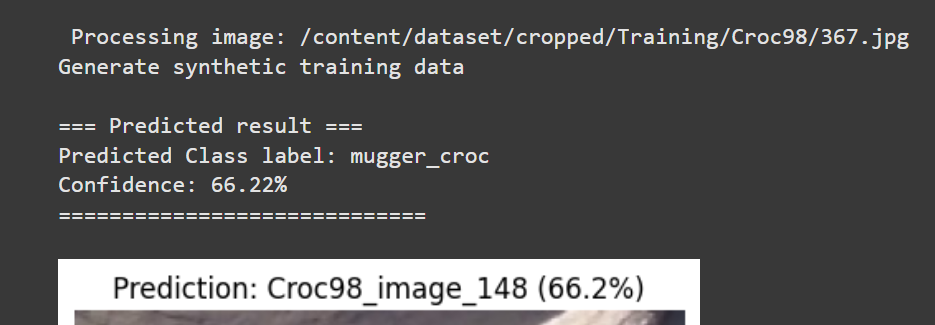 Processing image: /content/dataset/cropped/Training/Croc98/367.jpg
Generate synthetic training data
=== Predicted result ===
Predicted Class label: mugger_croc
Confidence: 66.22%
=============================
Prediction: Croc98_image_148 (66.2%)